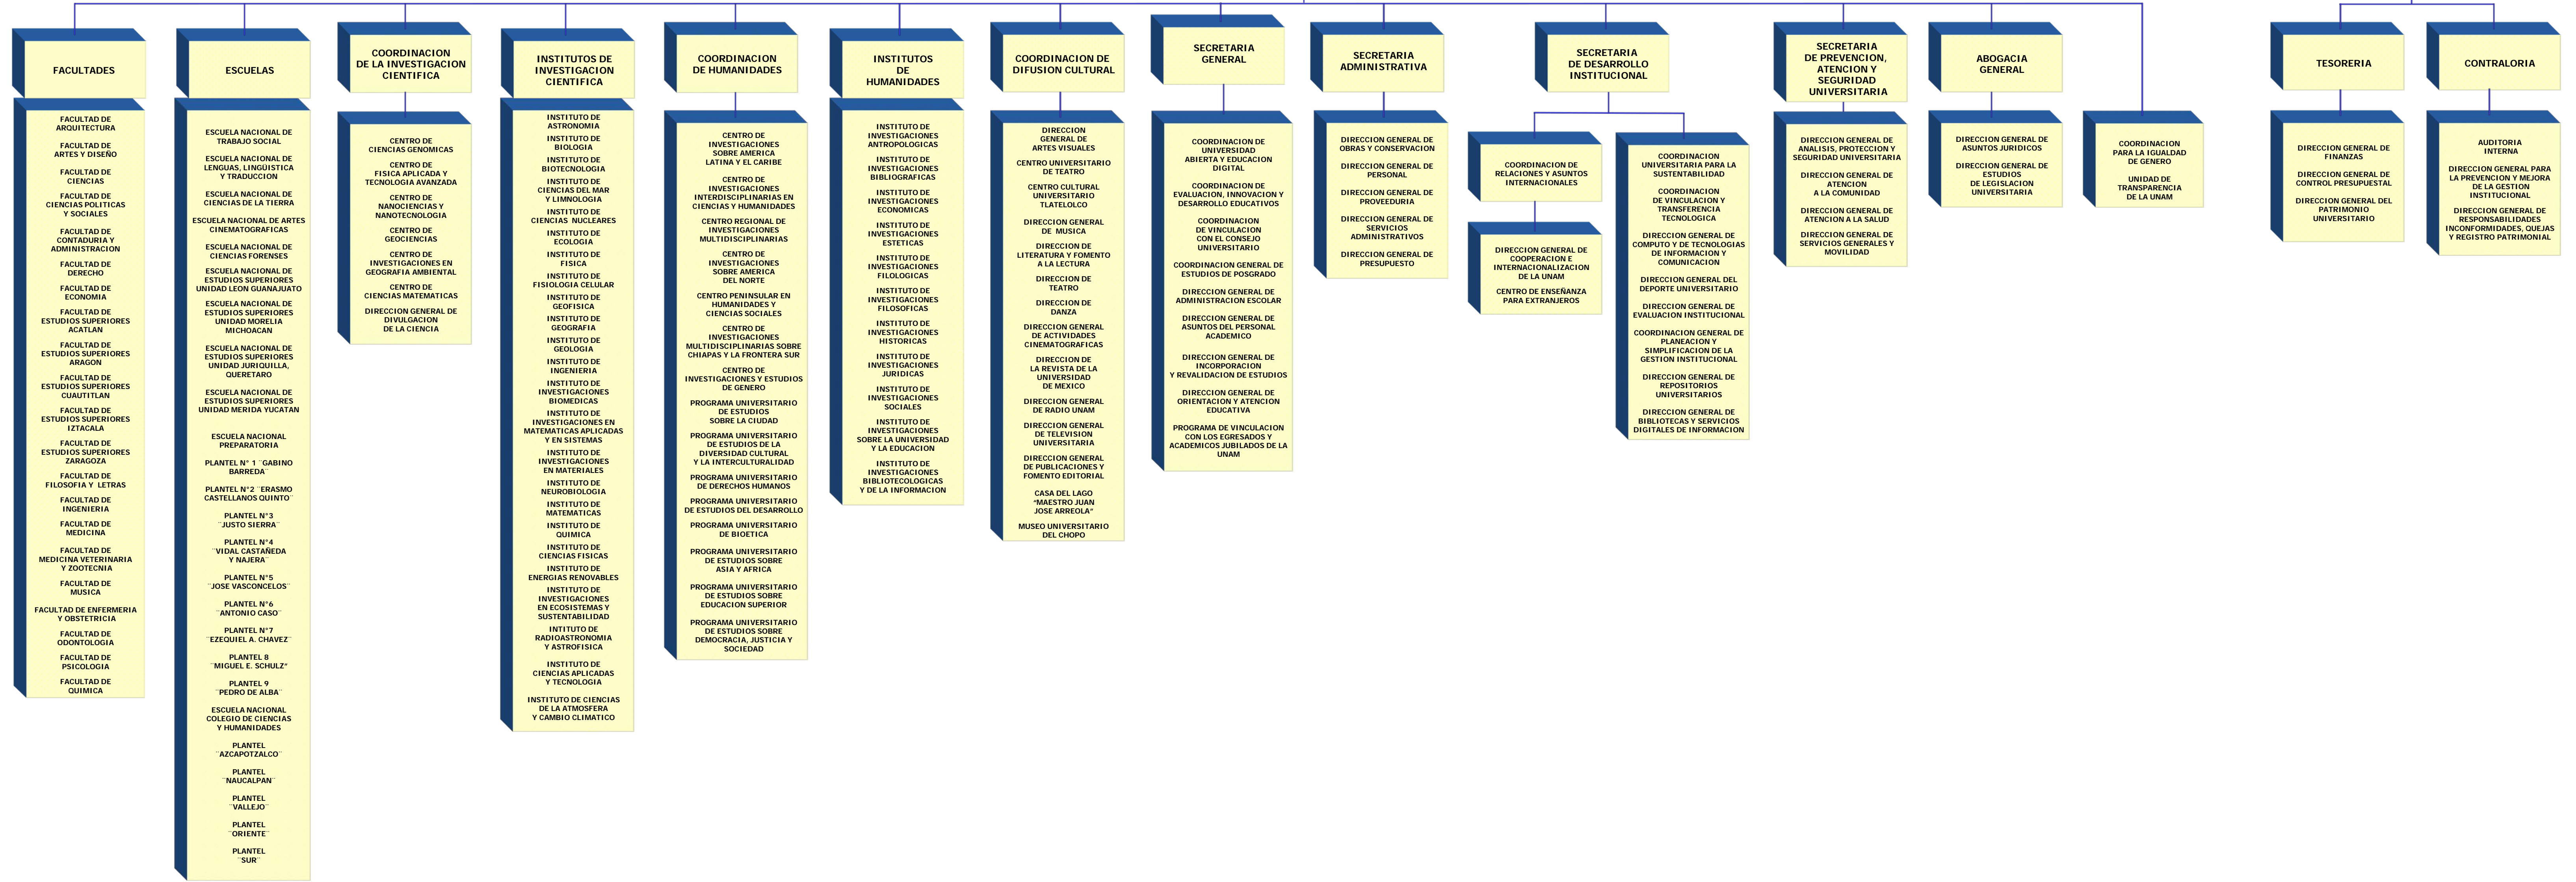 FACULTADES
FACULTAD DE
ARQUITECTURA
FACULTAD DE
ARTES Y DISEÑO
FACULTAD DE
CIENCIAS
FACULTAD DE
CIENCIAS POLITICAS
Y SOCIALES
FACULTAD DE
CONTADURIA Y
ADMINISTRACION
FACULTAD DE
DERECHO
FACULTAD DE
ECONOMIA
FACULTAD DE
ESTUDIOS SUPERIORES
ACATLAN
FACULTAD DE
ESTUDIOS SUPERIORES
ARAGON
FACULTAD DE
ESTUDIOS SUPERIORES
CUAUTITLAN
FACULTAD DE
ESTUDIOS SUPERIORES
IZTACALA
FACULTAD DE
ESTUDIOS SUPERIORES
ZARAGOZA
FACULTAD DE
FILOSOFIA Y LETRAS
FACULTAD DE
INGENIERIA
FACULTAD DE
MEDICINA
FACULTAD DE
MEDICINA VETERINARIA
Y ZOOTECNIA
FACULTAD DE
MUSICA
FACULTAD DE ENFERMERIA
Y OBSTETRICIA
FACULTAD DE
ODONTOLOGIA
FACULTAD DE
PSICOLOGIA
FACULTAD DE
QUIMICA
ESCUELAS
ESCUELA NACIONAL DE
TRABAJO SOCIAL
ESCUELA NACIONAL DE
LENGUAS, LINGÜISTICA
Y TRADUCCION
ESCUELA NACIONAL DE
CIENCIAS DE LA TIERRA
ESCUELA NACIONAL DE ARTES
CINEMATOGRAFICAS
ESCUELA NACIONAL DE
CIENCIAS FORENSES
ESCUELA NACIONAL DE
ESTUDIOS SUPERIORES
UNIDAD LEON GUANAJUATO
ESCUELA NACIONAL DE
ESTUDIOS SUPERIORES
UNIDAD MORELIA
MICHOACAN
ESCUELA NACIONAL DE
ESTUDIOS SUPERIORES
UNIDAD JURIQUILLA,
QUERETARO
ESCUELA NACIONAL DE
ESTUDIOS SUPERIORES
UNIDAD MERIDA YUCATAN
ESCUELA NACIONAL
PREPARATORIA
PLANTEL N° 1 ¨GABINO
BARREDA¨
PLANTEL N°2 ¨ERASMO
CASTELLANOS QUINTO¨
PLANTEL N°3
¨JUSTO SIERRA¨
PLANTEL N°4
¨VIDAL CASTAÑEDA
Y NAJERA¨
PLANTEL N°5
¨JOSE VASCONCELOS¨
PLANTEL N°6
¨ANTONIO CASO¨
PLANTEL N°7
¨EZEQUIEL A. CHAVEZ¨
PLANTEL 8
¨MIGUEL E. SCHULZ"
PLANTEL 9
¨PEDRO DE ALBA¨
ESCUELA NACIONAL
COLEGIO DE CIENCIAS
Y HUMANIDADES
PLANTEL
¨AZCAPOTZALCO¨
PLANTEL
¨NAUCALPAN¨
PLANTEL
¨VALLEJO¨
PLANTEL
¨ORIENTE¨
PLANTEL
¨SUR¨
COORDINACION
DE LA INVESTIGACION
CIENTIFICA
CENTRO DE
CIENCIAS GENOMICAS
CENTRO DE
FISICA APLICADA Y
TECNOLOGIA AVANZADA
CENTRO DE
NANOCIENCIAS Y
NANOTECNOLOGIA
CENTRO DE
GEOCIENCIAS
CENTRO DE
INVESTIGACIONES EN
GEOGRAFIA AMBIENTAL
CENTRO DE
CIENCIAS MATEMATICAS
DIRECCION GENERAL DE
DIVULGACION
DE LA CIENCIA
INSTITUTOS DE
INVESTIGACION
CIENTIFICA
INSTITUTO DE
ASTRONOMIA
INSTITUTO DE
BIOLOGIA
INSTITUTO DE
BIOTECNOLOGIA
INSTITUTO DE
CIENCIAS DEL MAR
Y LIMNOLOGIA
INSTITUTO DE
CIENCIAS NUCLEARES
INSTITUTO DE
ECOLOGIA
INSTITUTO DE
FISICA
INSTITUTO DE
FISIOLOGIA CELULAR
INSTITUTO DE
GEOFISICA
INSTITUTO DE
GEOGRAFIA
INSTITUTO DE
GEOLOGIA
INSTITUTO DE
INGENIERIA
INSTITUTO DE
INVESTIGACIONES
BIOMEDICAS
INSTITUTO DE
INVESTIGACIONES EN
MATEMATICAS APLICADAS
Y EN SISTEMAS
INSTITUTO DE
INVESTIGACIONES
EN MATERIALES
INSTITUTO DE
NEUROBIOLOGIA
INSTITUTO DE
MATEMATICAS
INSTITUTO DE
QUIMICA
INSTITUTO DE
CIENCIAS FISICAS
INSTITUTO DE
ENERGIAS RENOVABLES
INSTITUTO DE
INVESTIGACIONES
EN ECOSISTEMAS Y
SUSTENTABILIDAD
INTITUTO DE
RADIOASTRONOMIA
Y ASTROFISICA
INSTITUTO DE
CIENCIAS APLICADAS
Y TECNOLOGIA
INSTITUTO DE CIENCIAS
DE LA ATMOSFERA
Y CAMBIO CLIMATICO
COORDINACION
DE HUMANIDADES
CENTRO DE
INVESTIGACIONES
SOBRE AMERICA
LATINA Y EL CARIBE
CENTRO DE
INVESTIGACIONES
INTERDISCIPLINARIAS EN
CIENCIAS Y HUMANIDADES
CENTRO REGIONAL DE
INVESTIGACIONES
MULTIDISCIPLINARIAS
CENTRO DE
INVESTIGACIONES
SOBRE AMERICA
DEL NORTE
CENTRO PENINSULAR EN
HUMANIDADES Y
CIENCIAS SOCIALES
CENTRO DE
INVESTIGACIONES
MULTIDISCIPLINARIAS SOBRE
CHIAPAS Y LA FRONTERA SUR
CENTRO DE
INVESTIGACIONES Y ESTUDIOS
DE GENERO
PROGRAMA UNIVERSITARIO
DE ESTUDIOS
SOBRE LA CIUDAD
PROGRAMA UNIVERSITARIO
DE ESTUDIOS DE LA
DIVERSIDAD CULTURAL
Y LA INTERCULTURALIDAD
PROGRAMA UNIVERSITARIO
DE DERECHOS HUMANOS
PROGRAMA UNIVERSITARIO
DE ESTUDIOS DEL DESARROLLO
PROGRAMA UNIVERSITARIO
DE BIOETICA
PROGRAMA UNIVERSITARIO
DE ESTUDIOS SOBRE
ASIA Y AFRICA
PROGRAMA UNIVERSITARIO
DE ESTUDIOS SOBRE
EDUCACION SUPERIOR
PROGRAMA UNIVERSITARIO
DE ESTUDIOS SOBRE
DEMOCRACIA, JUSTICIA Y
SOCIEDAD
INSTITUTOS
DE
HUMANIDADES
INSTITUTO DE
INVESTIGACIONES
ANTROPOLOGICAS
INSTITUTO DE
INVESTIGACIONES
BIBLIOGRAFICAS
INSTITUTO DE
INVESTIGACIONES
ECONOMICAS
INSTITUTO DE
INVESTIGACIONES
ESTETICAS
INSTITUTO DE
INVESTIGACIONES
FILOLOGICAS
INSTITUTO DE
INVESTIGACIONES
FILOSOFICAS
INSTITUTO DE
INVESTIGACIONES
HISTORICAS
INSTITUTO DE
INVESTIGACIONES
JURIDICAS
INSTITUTO DE
INVESTIGACIONES
SOCIALES
INSTITUTO DE
INVESTIGACIONES
SOBRE LA UNIVERSIDAD
Y LA EDUCACION
INSTITUTO DE
INVESTIGACIONES
BIBLIOTECOLOGICAS
Y DE LA INFORMACION
COORDINACION DE
DIFUSION CULTURAL
DIRECCION
GENERAL DE
ARTES VISUALES
CENTRO UNIVERSITARIO
DE TEATRO
CENTRO CULTURAL
UNIVERSITARIO
TLATELOLCO
DIRECCION GENERAL
DE MUSICA
DIRECCION DE
LITERATURA Y FOMENTO
A LA LECTURA
DIRECCION DE
TEATRO
DIRECCION DE
DANZA
DIRECCION GENERAL
DE ACTIVIDADES
CINEMATOGRAFICAS
DIRECCION DE
LA REVISTA DE LA
UNIVERSIDAD
DE MEXICO
DIRECCION GENERAL
DE RADIO UNAM
DIRECCION GENERAL
DE TELEVISION
UNIVERSITARIA
DIRECCION GENERAL
DE PUBLICACIONES Y
FOMENTO EDITORIAL
CASA DEL LAGO
"MAESTRO JUAN
JOSE ARREOLA"
MUSEO UNIVERSITARIO
DEL CHOPO
SECRETARIA
GENERAL
COORDINACION DE
UNIVERSIDAD
ABIERTA Y EDUCACION
DIGITAL
COORDINACION DE
EVALUACION, INNOVACION Y
DESARROLLO EDUCATIVOS
COORDINACION
DE VINCULACION
CON EL CONSEJO
UNIVERSITARIO
COORDINACION GENERAL DE
ESTUDIOS DE POSGRADO
DIRECCION GENERAL DE
ADMINISTRACION ESCOLAR
DIRECCION GENERAL DE
ASUNTOS DEL PERSONAL
ACADEMICO
DIRECCION GENERAL DE
INCORPORACION
Y REVALIDACION DE ESTUDIOS
DIRECCION GENERAL DE
ORIENTACION Y ATENCION
EDUCATIVA
PROGRAMA DE VINCULACION
CON LOS EGRESADOS Y
ACADEMICOS JUBILADOS DE LA
UNAM
SECRETARIA
ADMINISTRATIVA
DIRECCION GENERAL DE
OBRAS Y CONSERVACION
DIRECCION GENERAL DE
PERSONAL
DIRECCION GENERAL DE
PROVEEDURIA
DIRECCION GENERAL DE
SERVICIOS
ADMINISTRATIVOS
DIRECCION GENERAL DE
PRESUPUESTO
SECRETARIA
DE DESARROLLO
INSTITUCIONAL
COORDINACION DE
RELACIONES Y ASUNTOS
INTERNACIONALES
DIRECCION GENERAL DE
COOPERACION E
INTERNACIONALIZACION
DE LA UNAM
CENTRO DE ENSEÑANZA
PARA EXTRANJEROS
COORDINACION
UNIVERSITARIA PARA LA
SUSTENTABILIDAD
COORDINACION
DE VINCULACION Y
TRANSFERENCIA
TECNOLOGICA
DIRECCION GENERAL DE
COMPUTO Y DE TECNOLOGIAS
DE INFORMACION Y
COMUNICACION
DIRECCION GENERAL DEL
DEPORTE UNIVERSITARIO
DIRECCION GENERAL DE
EVALUACION INSTITUCIONAL
COORDINACION GENERAL DE
PLANEACION Y
SIMPLIFICACION DE LA
GESTION INSTITUCIONAL
DIRECCION GENERAL DE
REPOSITORIOS
UNIVERSITARIOS
DIRECCION GENERAL DE
BIBLIOTECAS Y SERVICIOS
DIGITALES DE INFORMACION
SECRETARIA
DE PREVENCION,
ATENCION Y
SEGURIDAD
UNIVERSITARIA
DIRECCION GENERAL DE
ANALISIS, PROTECCION Y
SEGURIDAD UNIVERSITARIA
DIRECCION GENERAL DE
ATENCION
A LA COMUNIDAD
DIRECCION GENERAL DE
ATENCION A LA SALUD
DIRECCION GENERAL DE
SERVICIOS GENERALES Y
MOVILIDAD
ABOGACIA
GENERAL
DIRECCION GENERAL DE
ASUNTOS JURIDICOS
DIRECCION GENERAL DE
ESTUDIOS
DE LEGISLACION
UNIVERSITARIA
COORDINACION
PARA LA IGUALDAD
DE GENERO
UNIDAD DE
TRANSPARENCIA
DE LA UNAM
TESORERIA
DIRECCION GENERAL DE
FINANZAS
DIRECCION GENERAL DE
CONTROL PRESUPUESTAL
DIRECCION GENERAL DEL
PATRIMONIO
UNIVERSITARIO
CONTRALORIA
AUDITORIA
INTERNA
DIRECCION GENERAL PARA
LA PREVENCION Y MEJORA
DE LA GESTION
INSTITUCIONAL
DIRECCION GENERAL DE
RESPONSABILIDADES
INCONFORMIDADES, QUEJAS
Y REGISTRO PATRIMONIAL